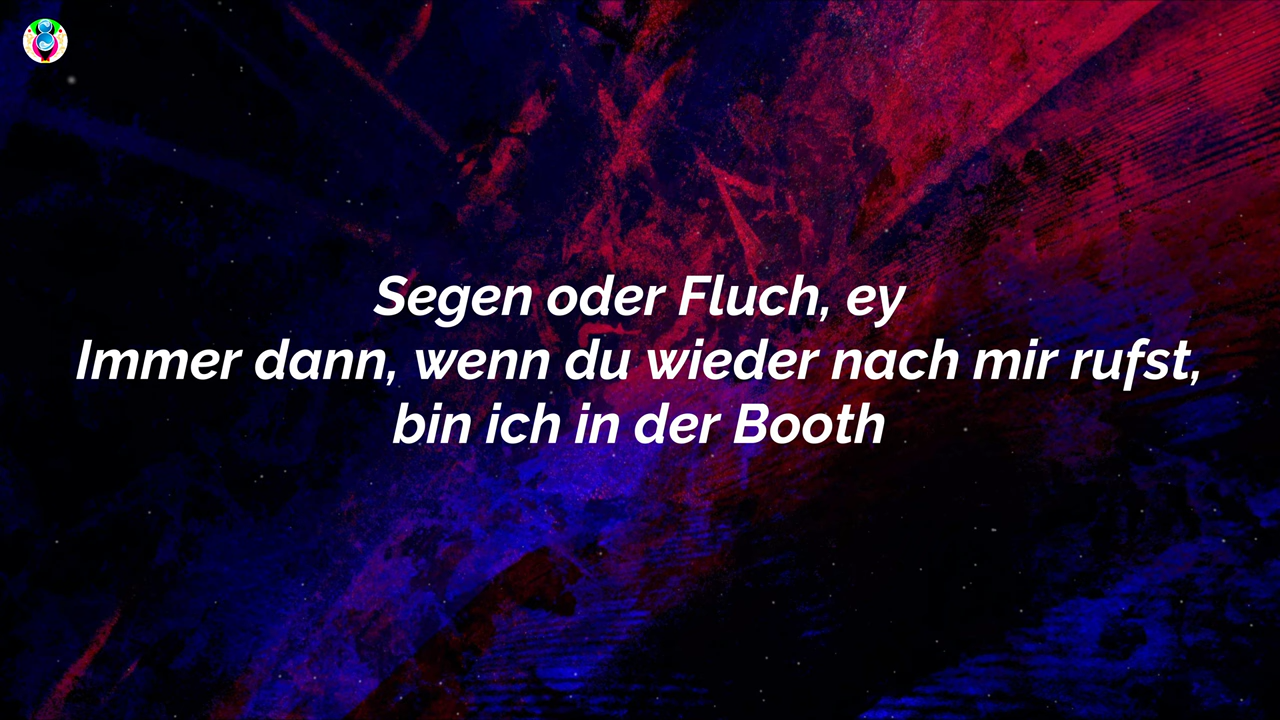 Segen oder Fluch, ey
Immer dann, wenn du wieder nach mir rufst,
bin ich in der Booth